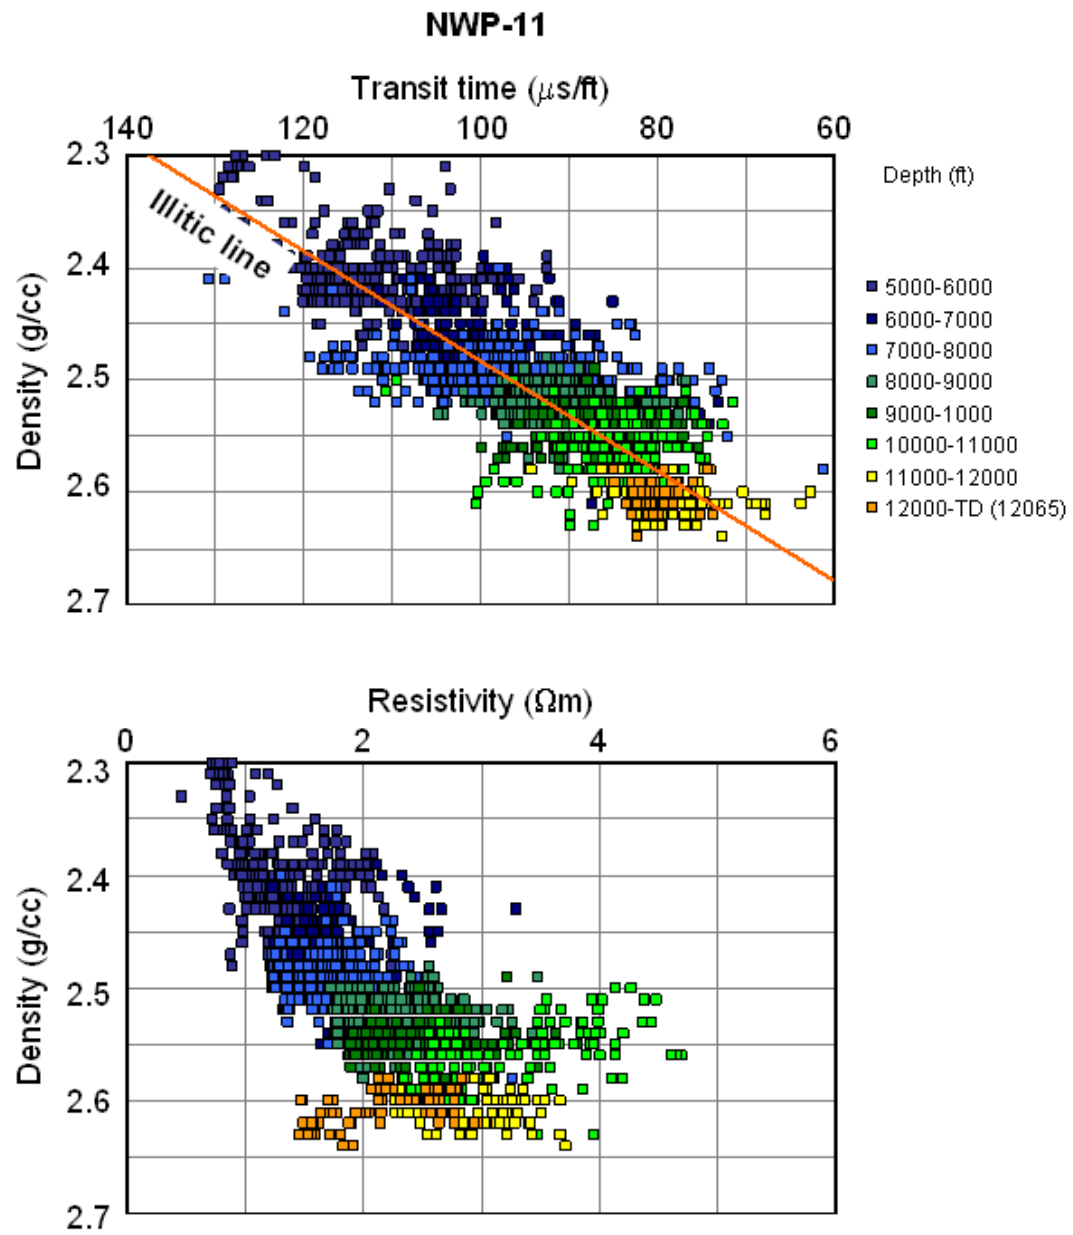 NWP-11
Transit time (μs/ft)
140 120 100 80 60
2.3
2.4
2.5
2.6
2.7
Density (g/cc)
Illitic line
Depth (ft)
5000-6000
6000-7000
7000-8000
8000-9000
9000-1000
10000-11000
11000-12000
12000-TD (12065)
Resistivity (Ωm)
0 2 4 6
2.3
2.4
2.5
2.6
2.7
Density (g/cc)